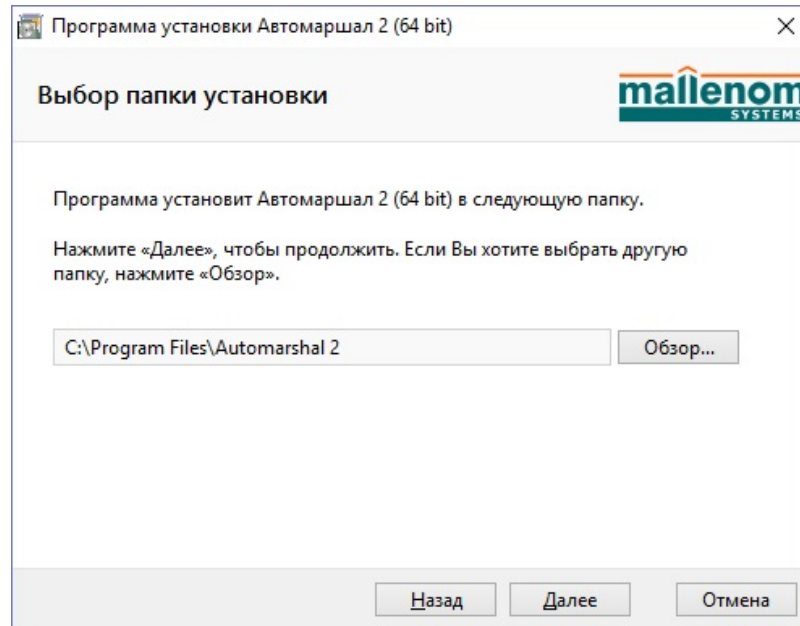 Программа установки Автомаршал 2 (64 bit)
Выбор папки установки
mallenom
SYSTEMS
Программа установит Автомаршал 2 (64 bit) в следующую папку.
Нажмите «Далее», чтобы продолжить. Если Вы хотите выбрать другую
папку, нажмите «Обзор».
C:\Program Files\Automarshal 2
Обзор...
Назад
Далее
Отмена